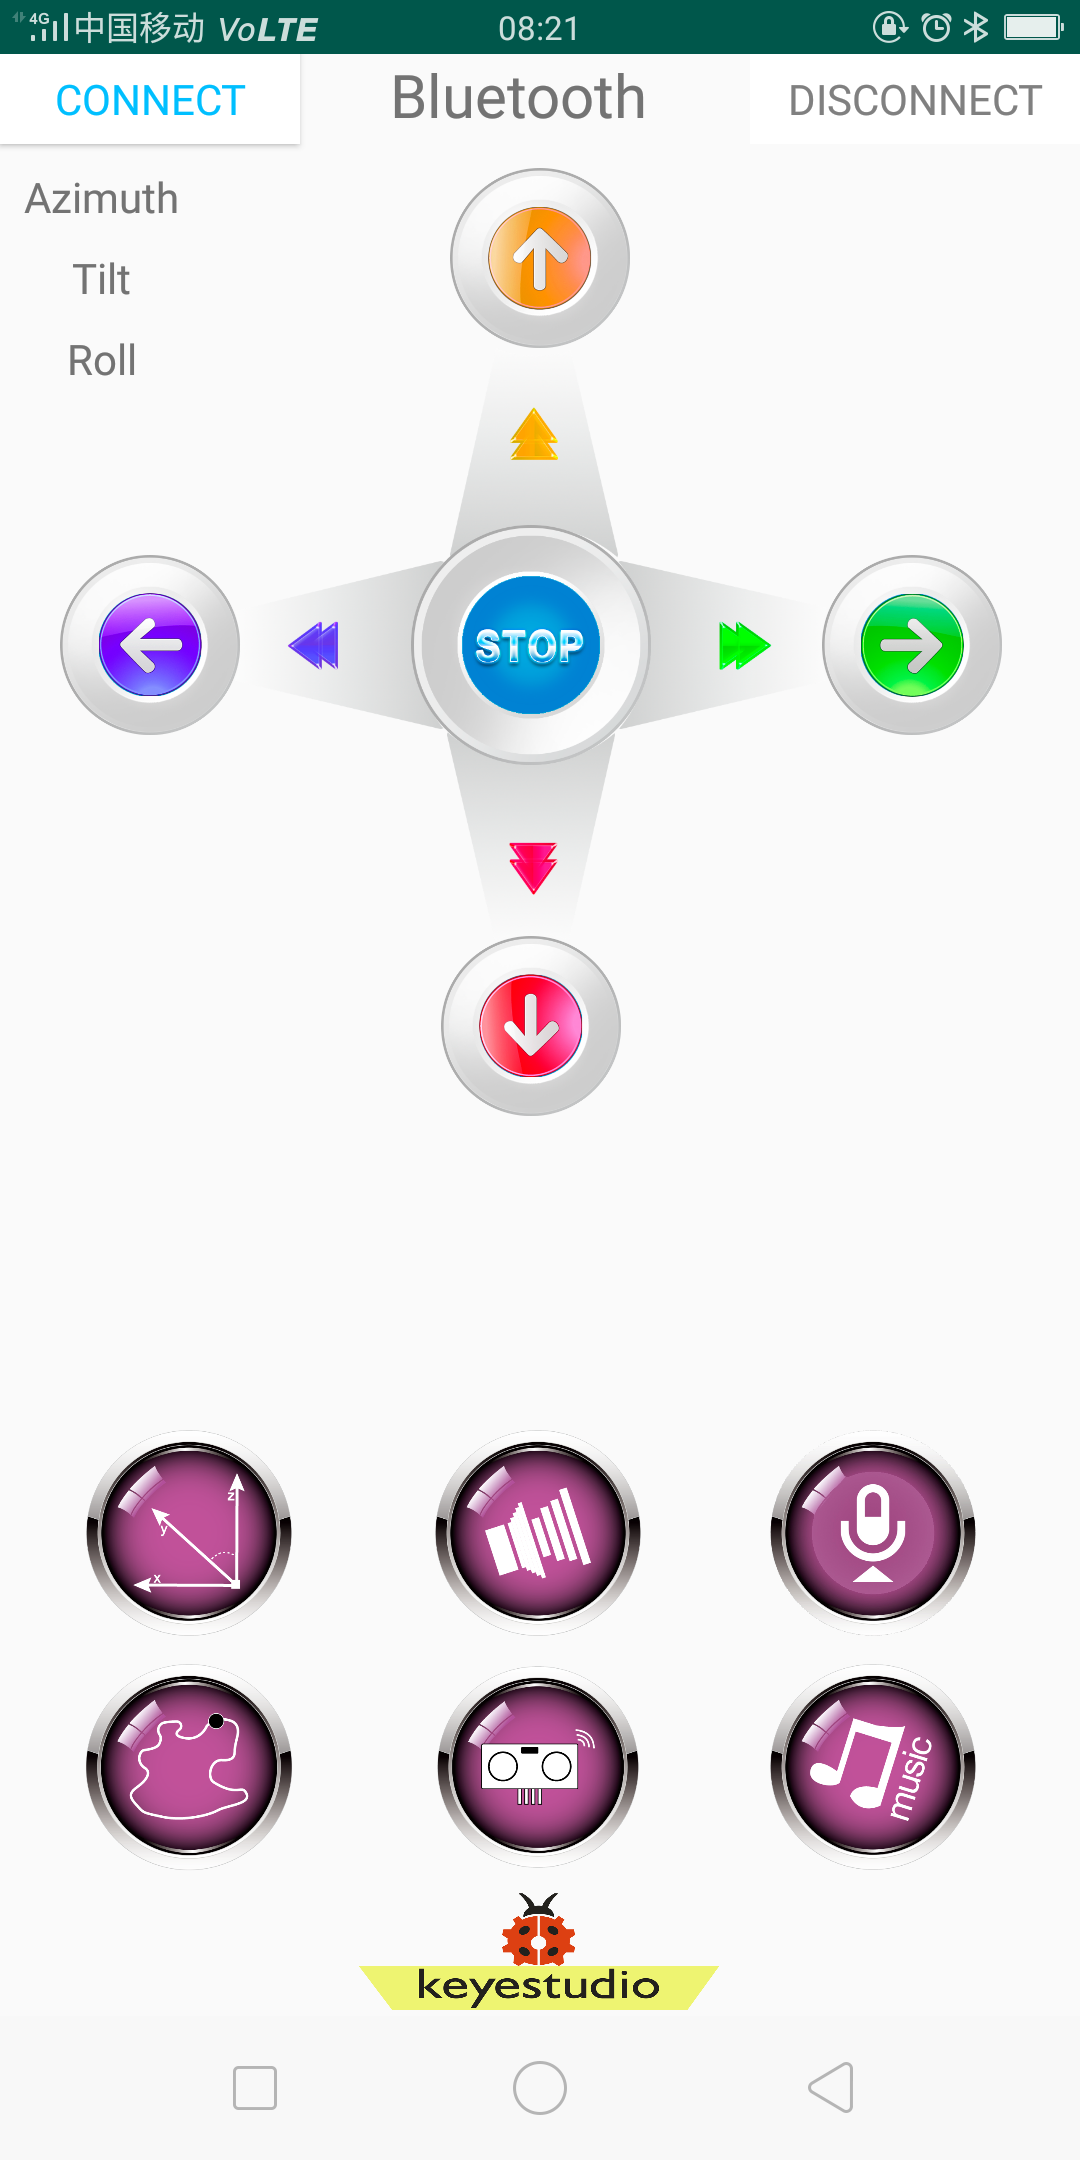 4G 中国移动 VoLTE 08:21
CONNECT Bluetooth DISCONNECT
Azimuth
Tilt
Roll
STOP
z
y
x
music
keyestudio